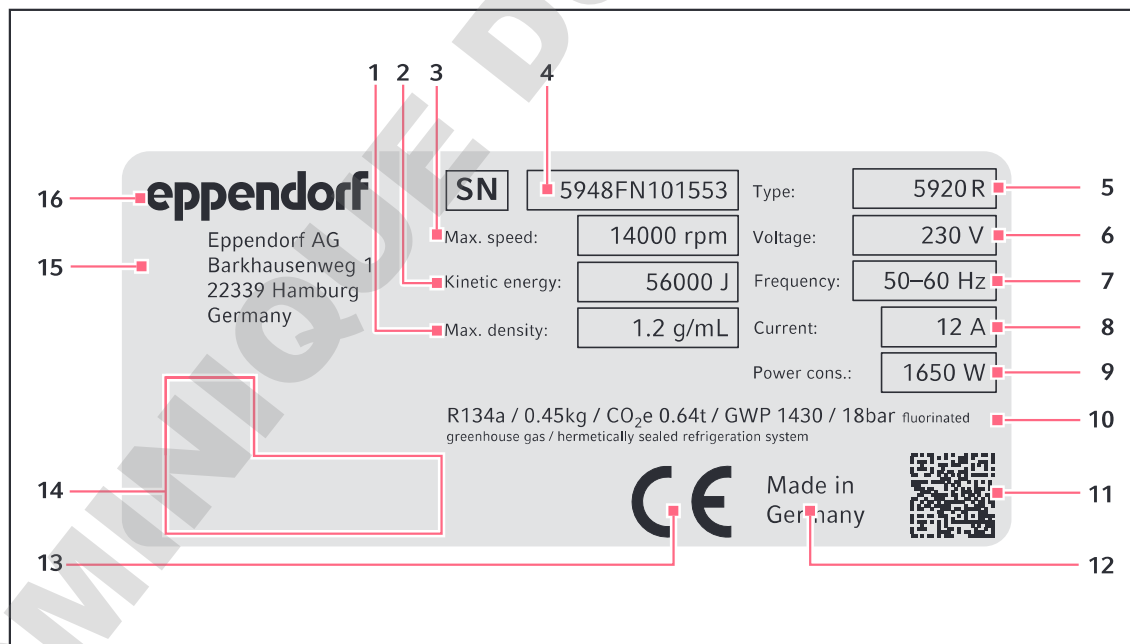 1 2 3 4
16 eppendorf SN 5948FN101553 Type: 5920 R 5
Eppendorf AG Max. speed: 14000 rpm Voltage: 230 V 6
15 Barkhausenweg 1
22339 Hamburg Kinetic energy: 56000 J Frequency: 50–60 Hz 7
Germany Max. density: 1.2 g/mL Current: 12 A 8
Power cons.: 1650 W 9
R134a / 0.45kg / CO₂e 0.64t / GWP 1430 / 18bar fluorinated 10
greenhouse gas / hermetically sealed refrigeration system
14 CE Made in 11
Germany
13 12
MINIQUE D